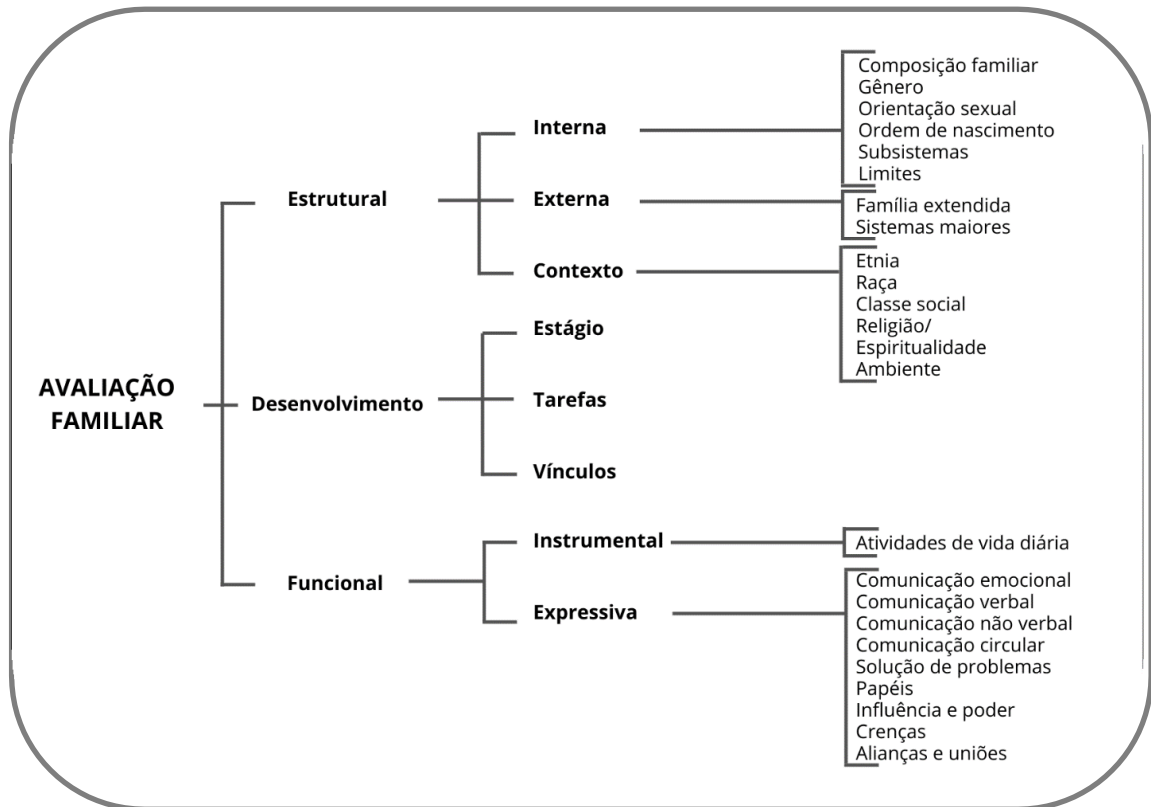 AVALIAÇÃO
FAMILIAR
Estrutural
Interna
Composição familiar
Gênero
Orientação sexual
Ordem de nascimento
Subsistemas
Limites
Externa
Família extendida
Sistemas maiores
Contexto
Etnia
Raça
Classe social
Religião/
Espiritualidade
Ambiente
Desenvolvimento
Estágio
Tarefas
Vínculos
Funcional
Instrumental
Atividades de vida diária
Expressiva
Comunicação emocional
Comunicação verbal
Comunicação não verbal
Comunicação circular
Solução de problemas
Papéis
Influência e poder
Crenças
Alianças e uniões